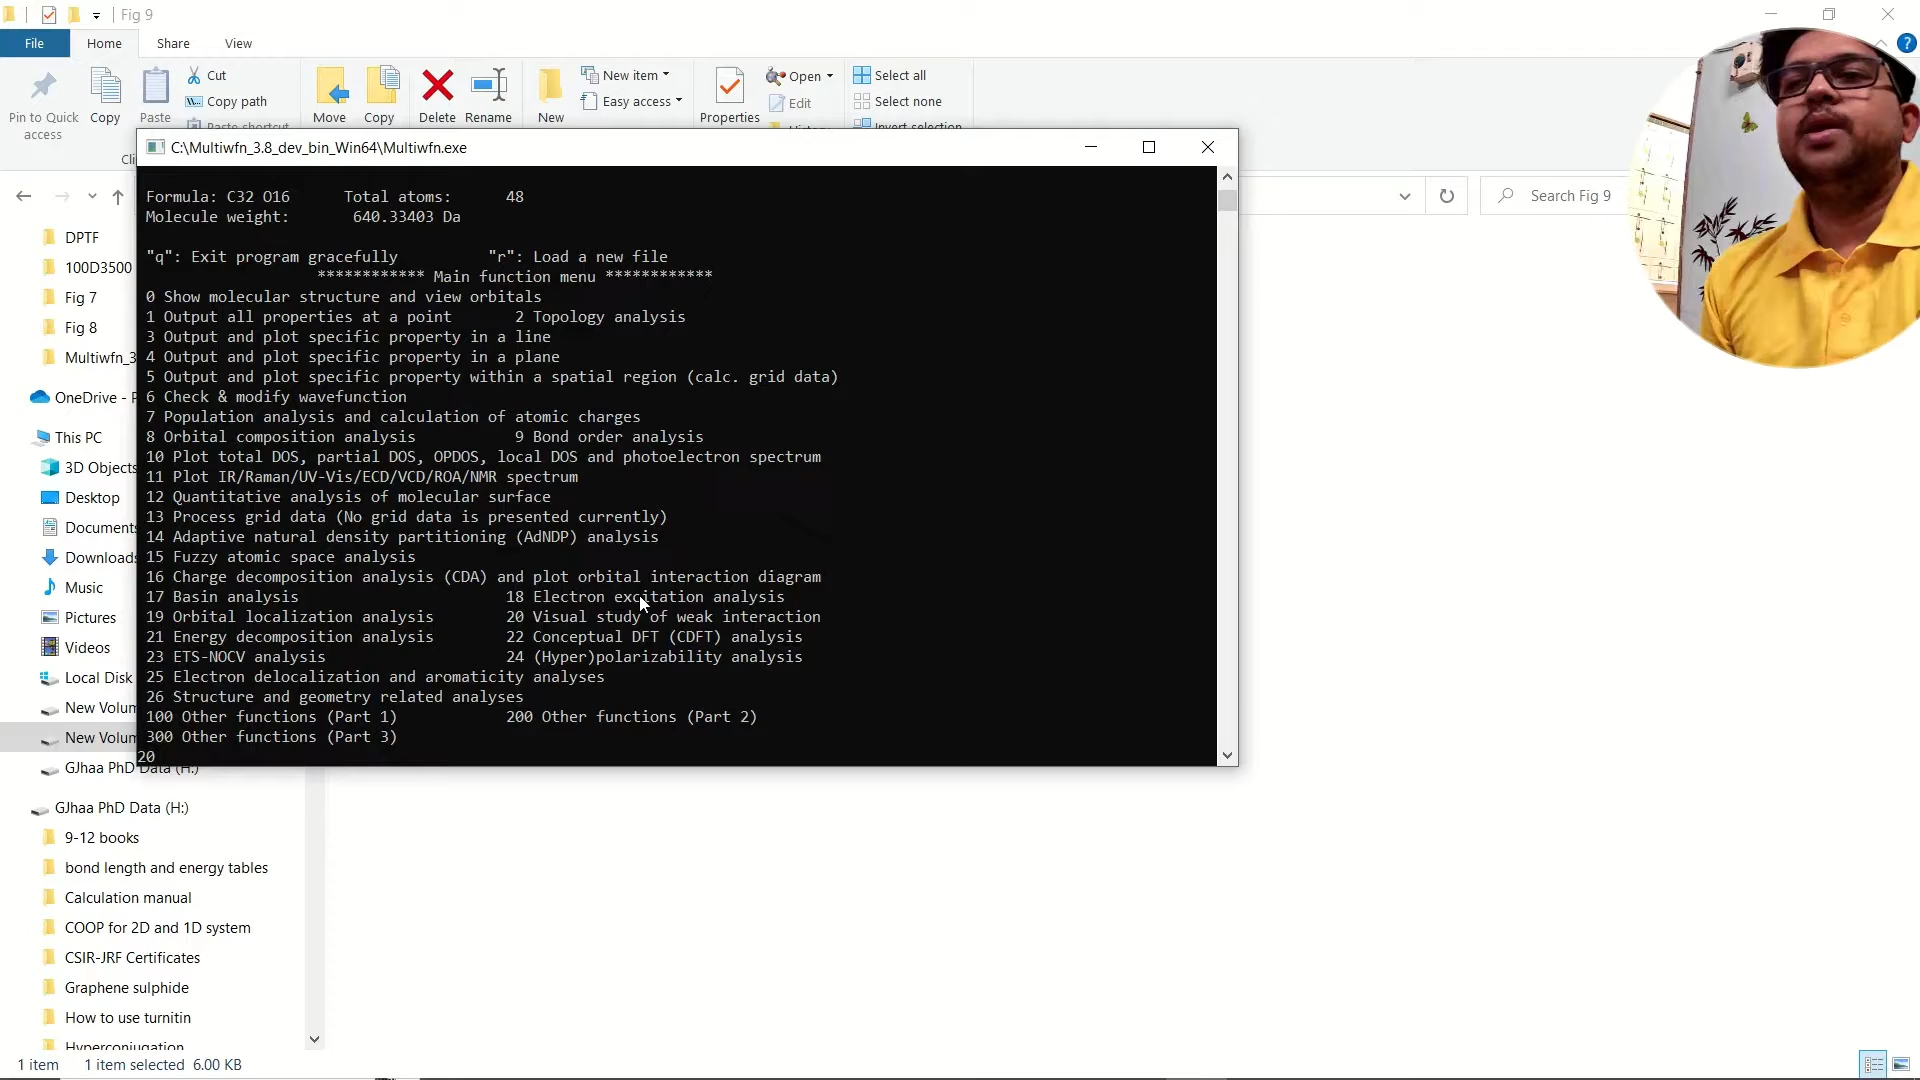 Fig 9
File Home Share View
Pin to Quick access
Copy
Paste
Cut
Copy path
Paste shortcut
Move
Copy
Delete
Rename
New
New item
Easy access
Properties
Open
Edit
Select all
Select none
Invert selection
C:\Multiwfn_3.8_dev_bin_Win64\Multiwfn.exe
Search Fig 9
Formula: C32 O16 Total atoms: 48
Molecule weight: 640.33403 Da
"q": Exit program gracefully "r": Load a new file
************ Main function menu ************
0 Show molecular structure and view orbitals
1 Output all properties at a point 2 Topology analysis
3 Output and plot specific property in a line
4 Output and plot specific property in a plane
5 Output and plot specific property within a spatial region (calc. grid data)
6 Check & modify wavefunction
7 Population analysis and calculation of atomic charges
8 Orbital composition analysis 9 Bond order analysis
10 Plot total DOS, partial DOS, OPDOS, local DOS and photoelectron spectrum
11 Plot IR/Raman/UV-Vis/ECD/VCD/ROA/NMR spectrum
12 Quantitative analysis of molecular surface
13 Process grid data (No grid data is presented currently)
14 Adaptive natural density partitioning (AdNDP) analysis
15 Fuzzy atomic space analysis
16 Charge decomposition analysis (CDA) and plot orbital interaction diagram
17 Basin analysis 18 Electron excitation analysis
19 Orbital localization analysis 20 Visual study of weak interaction
21 Energy decomposition analysis 22 Conceptual DFT (CDFT) analysis
23 ETS-NOCV analysis 24 (Hyper)polarizability analysis
25 Electron delocalization and aromaticity analyses
26 Structure and geometry related analyses
100 Other functions (Part 1) 200 Other functions (Part 2)
300 Other functions (Part 3)
20
DPTF
100D3500
Fig 7
Fig 8
Multiwfn_3
OneDrive - P
This PC
3D Objects
Desktop
Documents
Downloads
Music
Pictures
Videos
Local Disk
New Volum
New Volum
GJhaa PhD Data (H:)
GJhaa PhD Data (H:)
9-12 books
bond length and energy tables
Calculation manual
COOP for 2D and 1D system
CSIR-JRF Certificates
Graphene sulphide
How to use turnitin
Hyperconjugation
1 item 1 item selected 6.00 KB